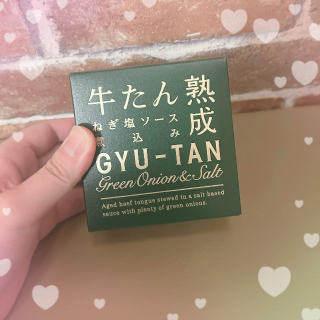 熟成
牛たん
ねぎ塩ソース
煮込み
GYU-TAN
Green Onion & Salt
Aged beef tongue stewed in a salt based
sauce with plenty of green onions.